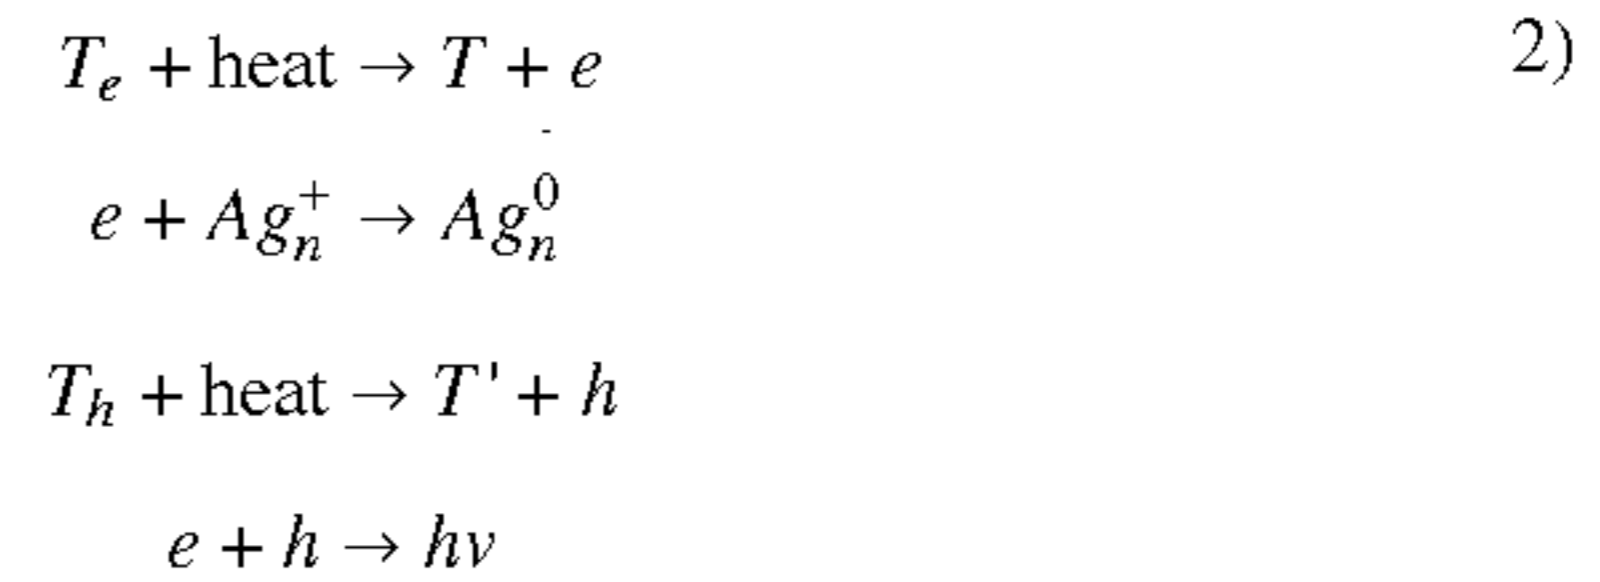 T_e + heat → T + e 2)
e + Ag_n^+ → Ag_n^0
T_h + heat → T' + h
e + h → hν